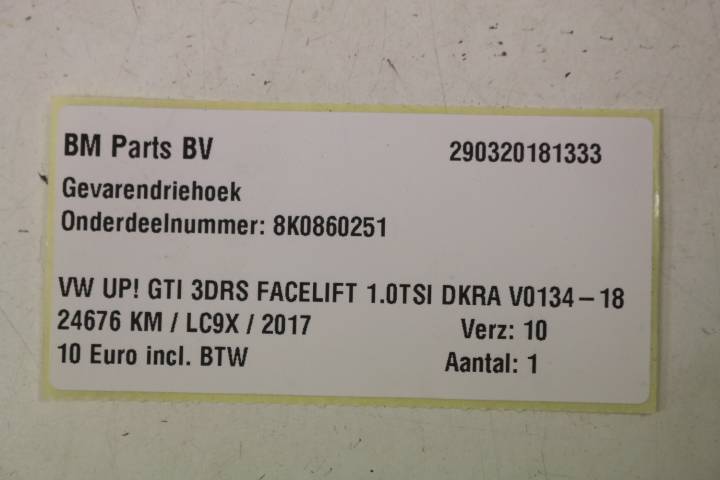 BM Parts BV 290320181333
Gevarendriehoek
Onderdeelnummer: 8K0860251
VW UP! GTI 3DRS FACELIFT 1.0TSI DKRA V0134-18
24676 KM / LC9X / 2017 Verz: 10
10 Euro incl. BTW Aantal: 1